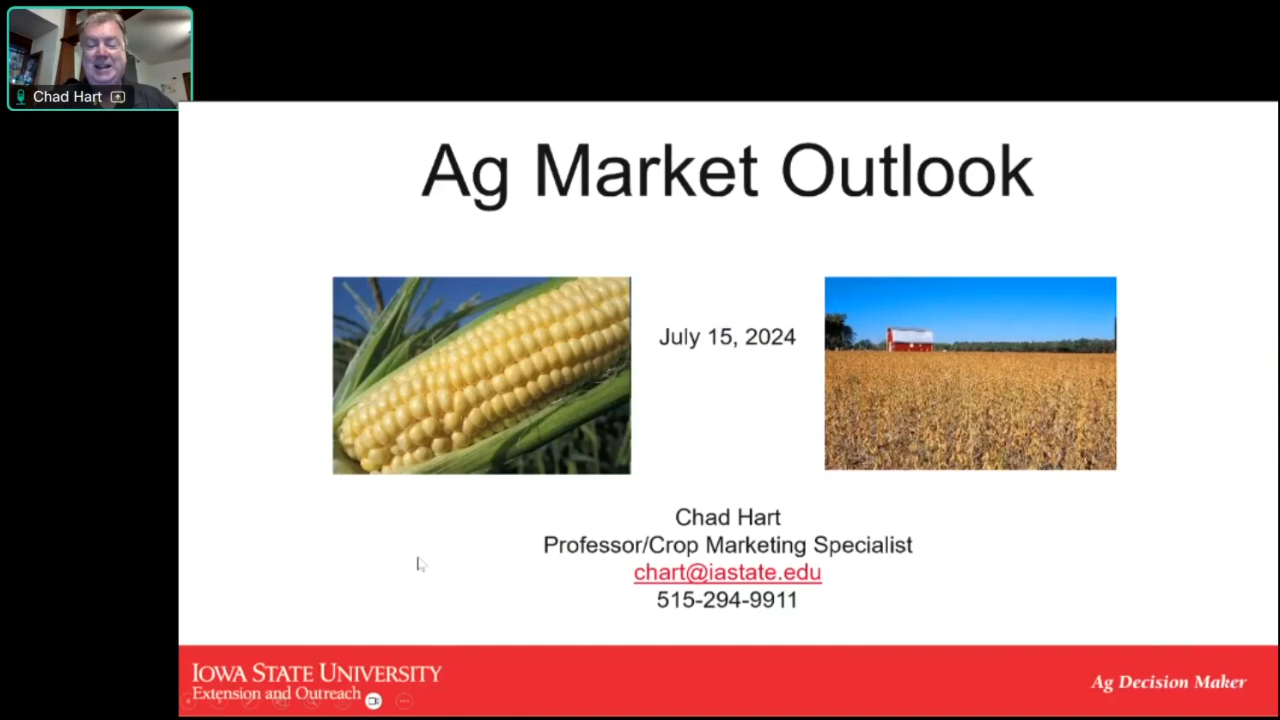 Chad Hart
Ag Market Outlook
July 15, 2024
Chad Hart
Professor/Crop Marketing Specialist
chart@iastate.edu
515-294-9911
IOWA STATE UNIVERSITY
Extension and Outreach
Ag Decision Maker